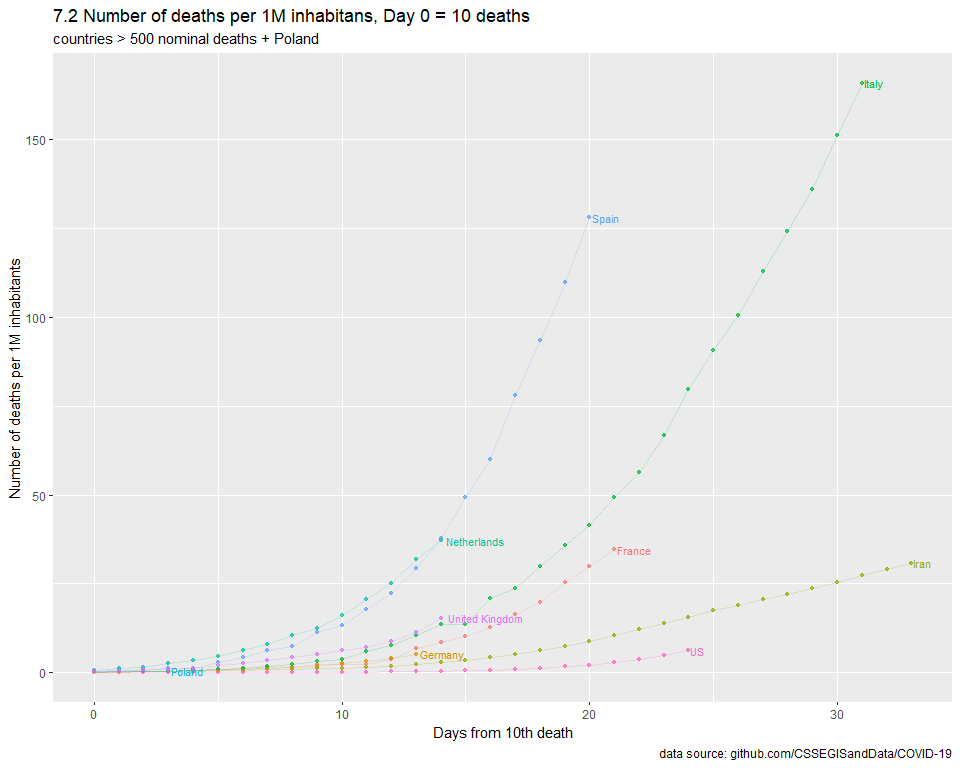 7.2 Number of deaths per 1M inhabitans, Day 0 = 10 deaths
countries > 500 nominal deaths + Poland
Number of deaths per 1M inhabitants
150
100
50
0
Italy
Spain
Netherlands
France
Iran
United Kingdom
Germany
US
Poland
0
10
20
30
Days from 10th death
data source: github.com/CSSEGISandData/COVID-19